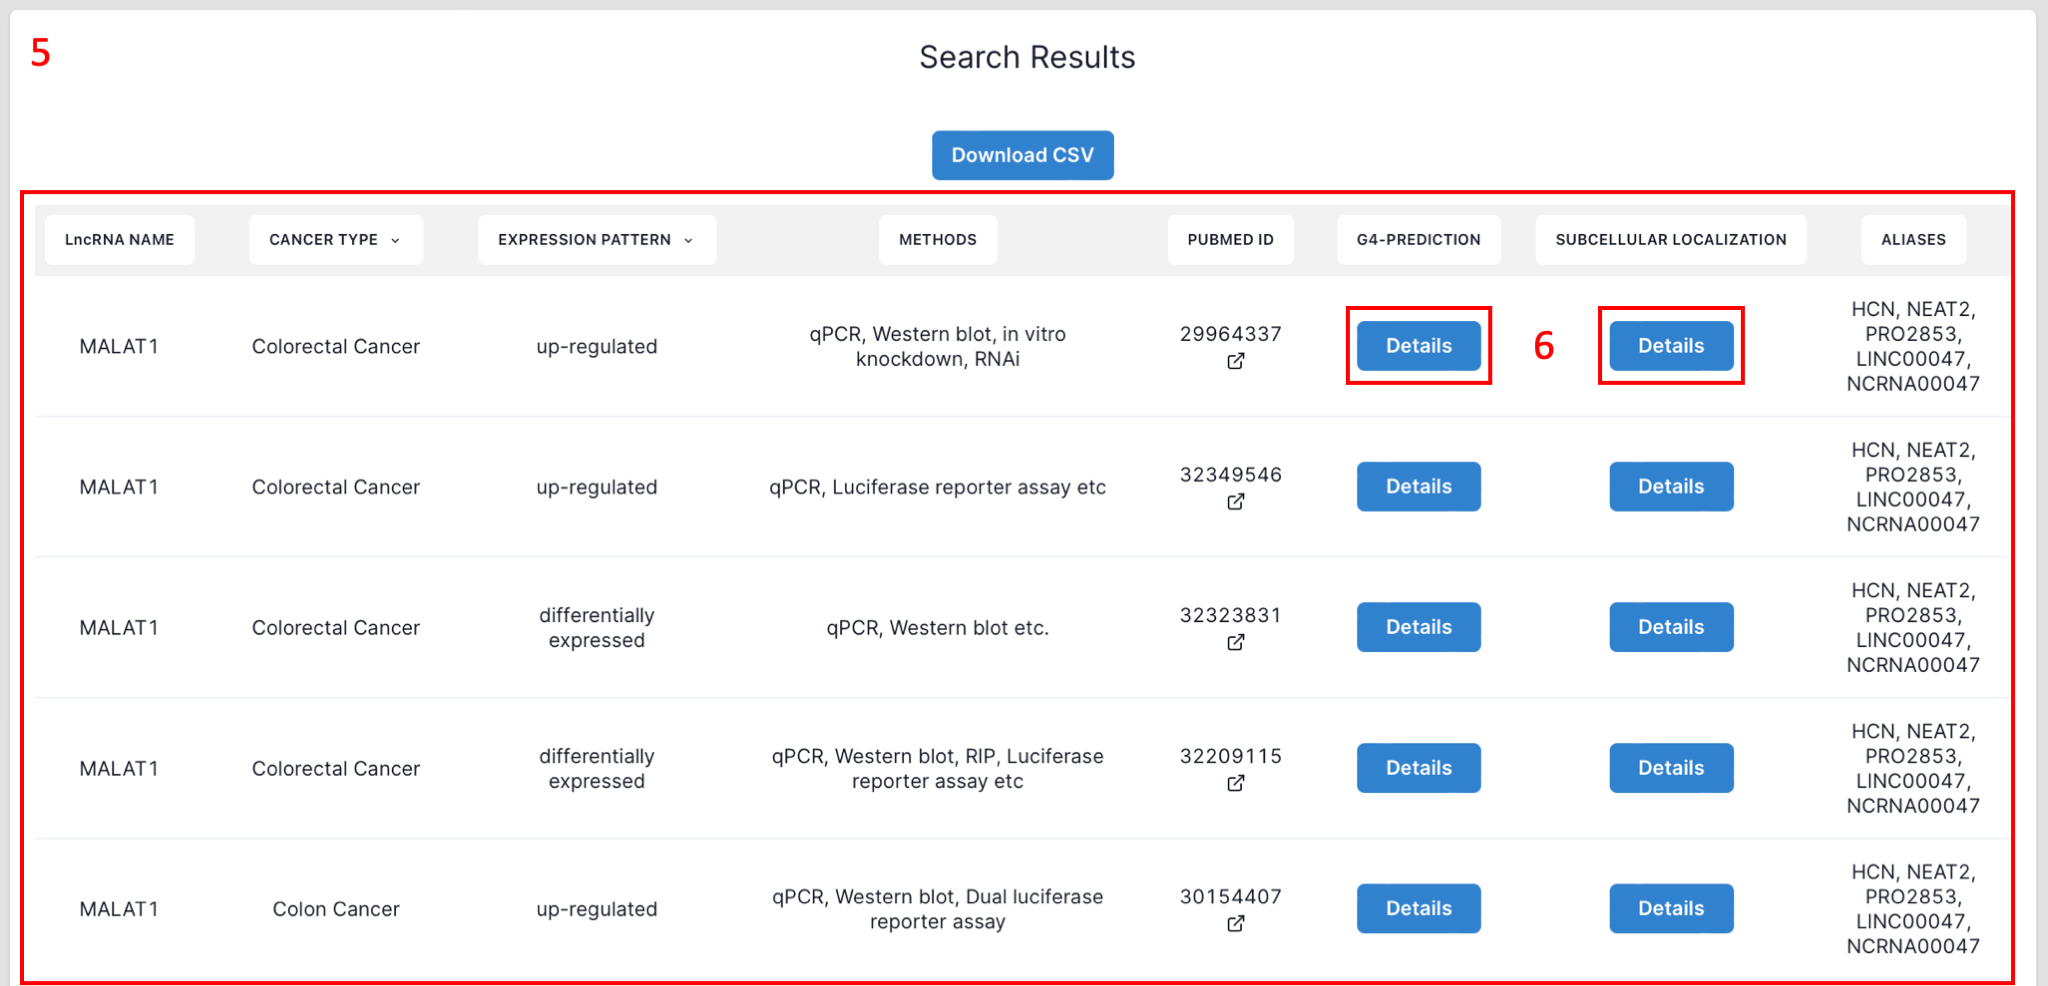 5
Search Results
Download CSV
LncRNA NAME
CANCER TYPE
EXPRESSION PATTERN
METHODS
PUBMED ID
G4-PREDICTION
SUBCELLULAR LOCALIZATION
ALIASES
MALAT1
Colorectal Cancer
up-regulated
qPCR, Western blot, in vitro
knockdown, RNAi
29964337
Details
6
Details
HCN, NEAT2,
PRO2853,
LINC00047,
NCRNA00047
MALAT1
Colorectal Cancer
up-regulated
qPCR, Luciferase reporter assay etc
32349546
Details
Details
HCN, NEAT2,
PRO2853,
LINC00047,
NCRNA00047
MALAT1
Colorectal Cancer
differentially
expressed
qPCR, Western blot etc.
32323831
Details
Details
HCN, NEAT2,
PRO2853,
LINC00047,
NCRNA00047
MALAT1
Colorectal Cancer
differentially
expressed
qPCR, Western blot, RIP, Luciferase
reporter assay etc
32209115
Details
Details
HCN, NEAT2,
PRO2853,
LINC00047,
NCRNA00047
MALAT1
Colon Cancer
up-regulated
qPCR, Western blot, Dual luciferase
reporter assay
30154407
Details
Details
HCN, NEAT2,
PRO2853,
LINC00047,
NCRNA00047